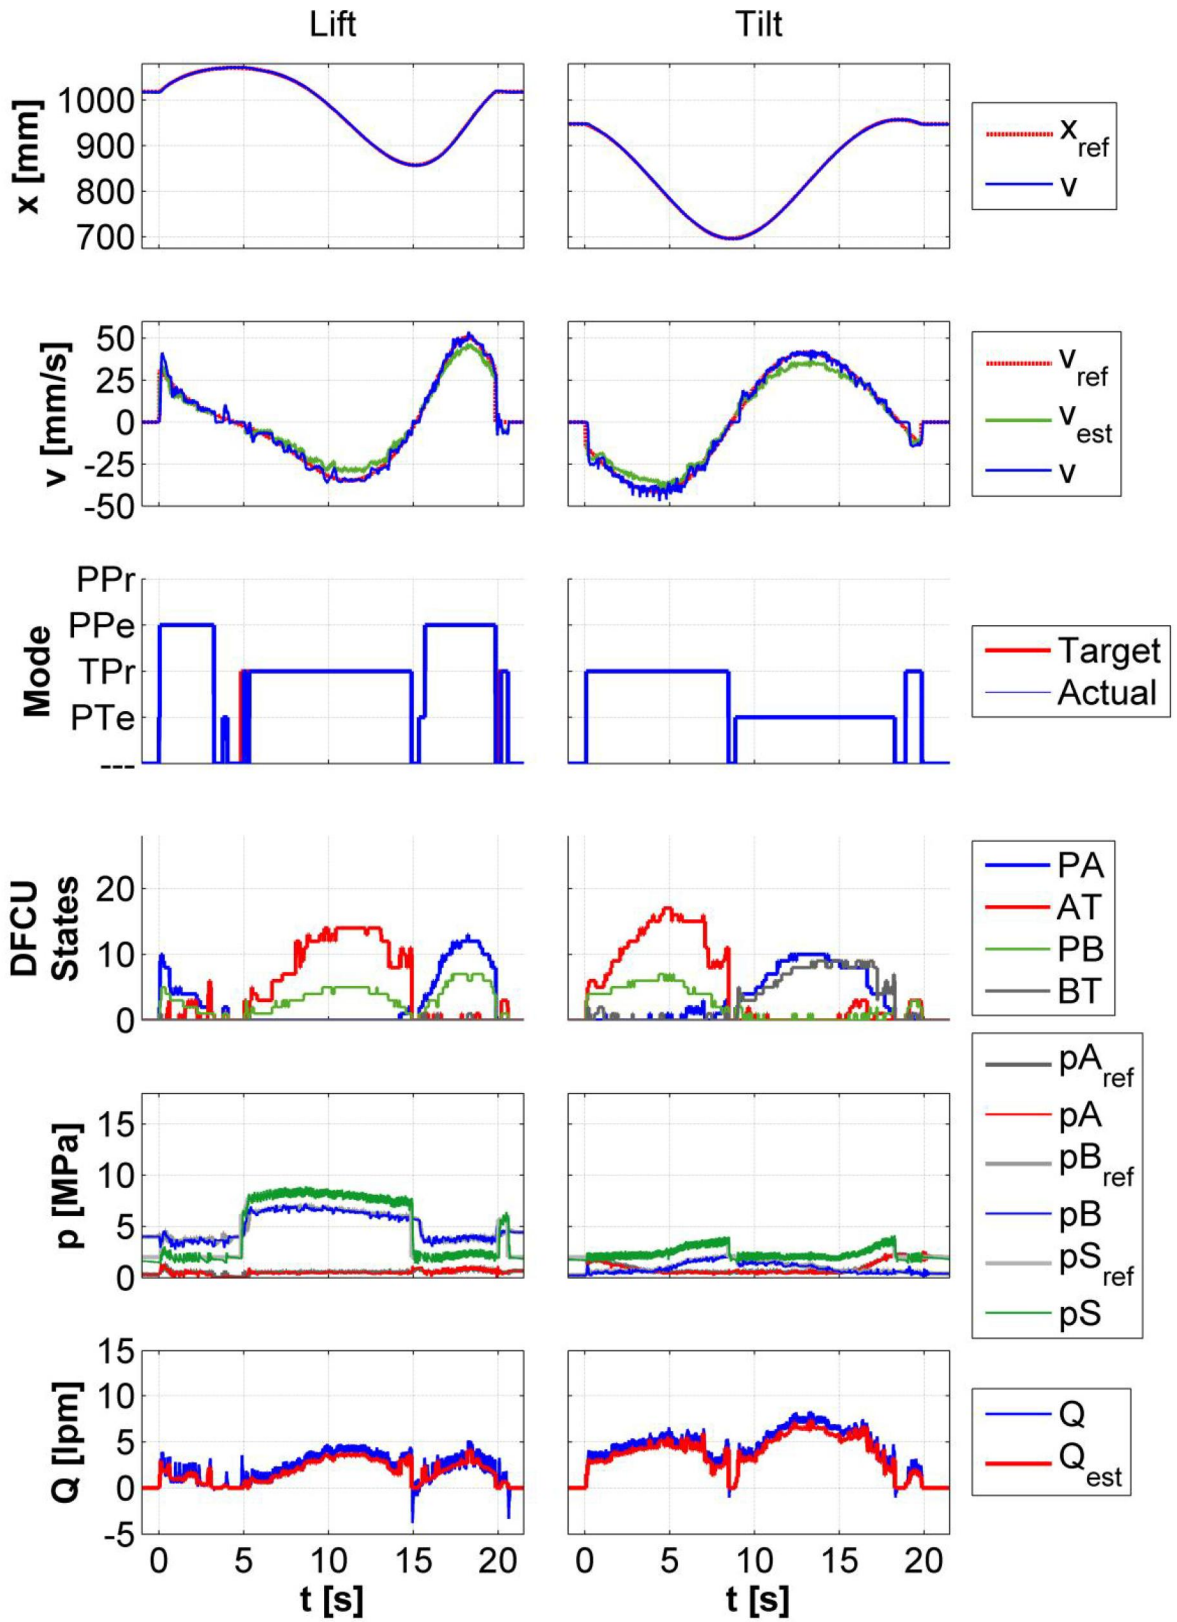 Lift
Tilt
x [mm]
1000
900
800
700
x_ref
v
v [mm/s]
50
25
0
-25
-50
v_ref
v_est
v
Mode
PPr
PPe
TPr
PTe
---
Target
Actual
DFCU
States
20
10
0
PA
AT
PB
BT
p [MPa]
15
10
5
0
pA_ref
pA
pB_ref
pB
pS_ref
pS
Q [lpm]
15
10
5
0
-5
Q
Q_est
0 5 10 15 20
0 5 10 15 20
t [s]
t [s]